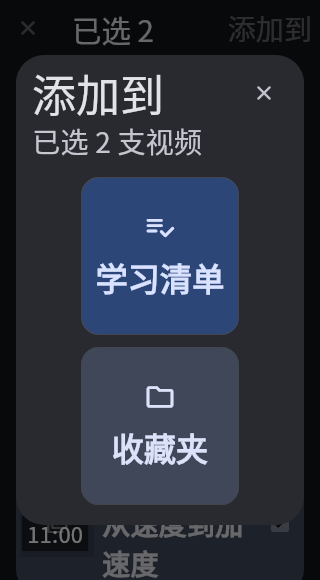 已选 2
添加到
添加到
已选 2 支视频
学习清单
收藏夹
11:00
从速度到加
速度